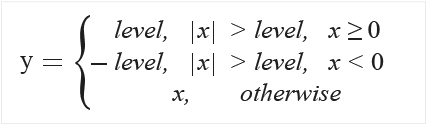 level, |x| > level, x ≥ 0
y = { – level, |x| > level, x < 0
x, otherwise